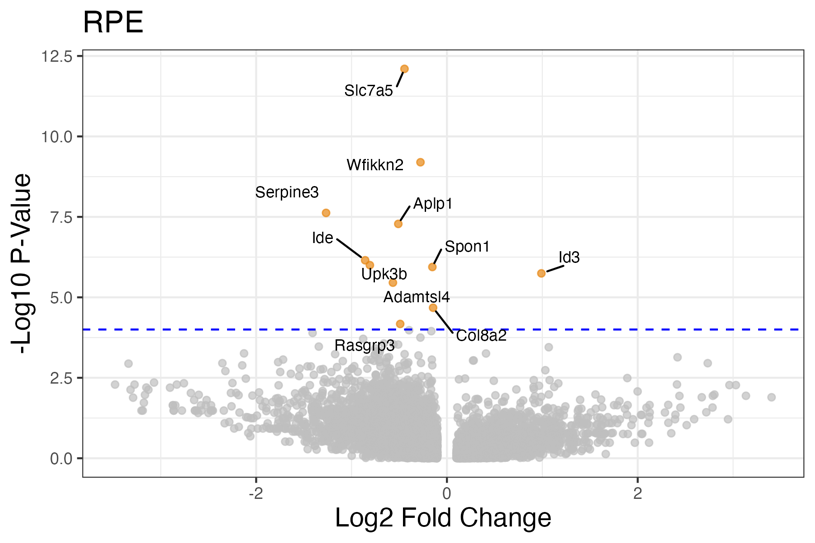 RPE
12.5
10.0
7.5
5.0
2.5
0.0
-Log10 P-Value
Slc7a5
Wfikkn2
Serpine3
Aplp1
Ide
Spon1
Id3
Upk3b
Adamtsl4
Col8a2
Rasgrp3
-2
0
2
Log2 Fold Change